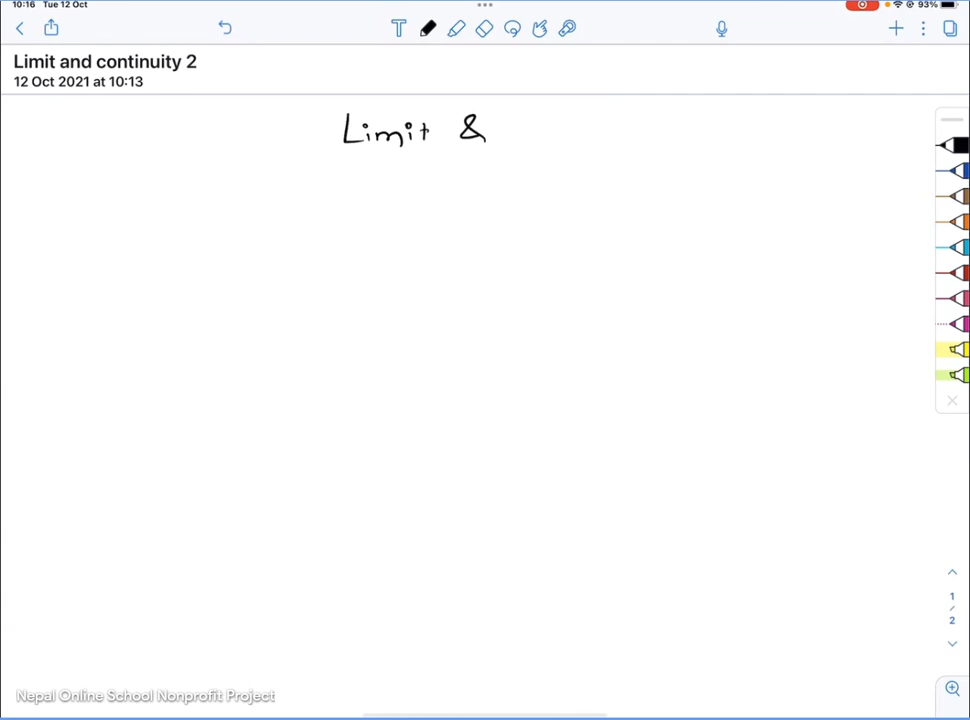 10:16 Tue 12 Oct
93%
Limit and continuity 2
12 Oct 2021 at 10:13
Limit &
1
/
2
Nepal Online School Nonprofit Project